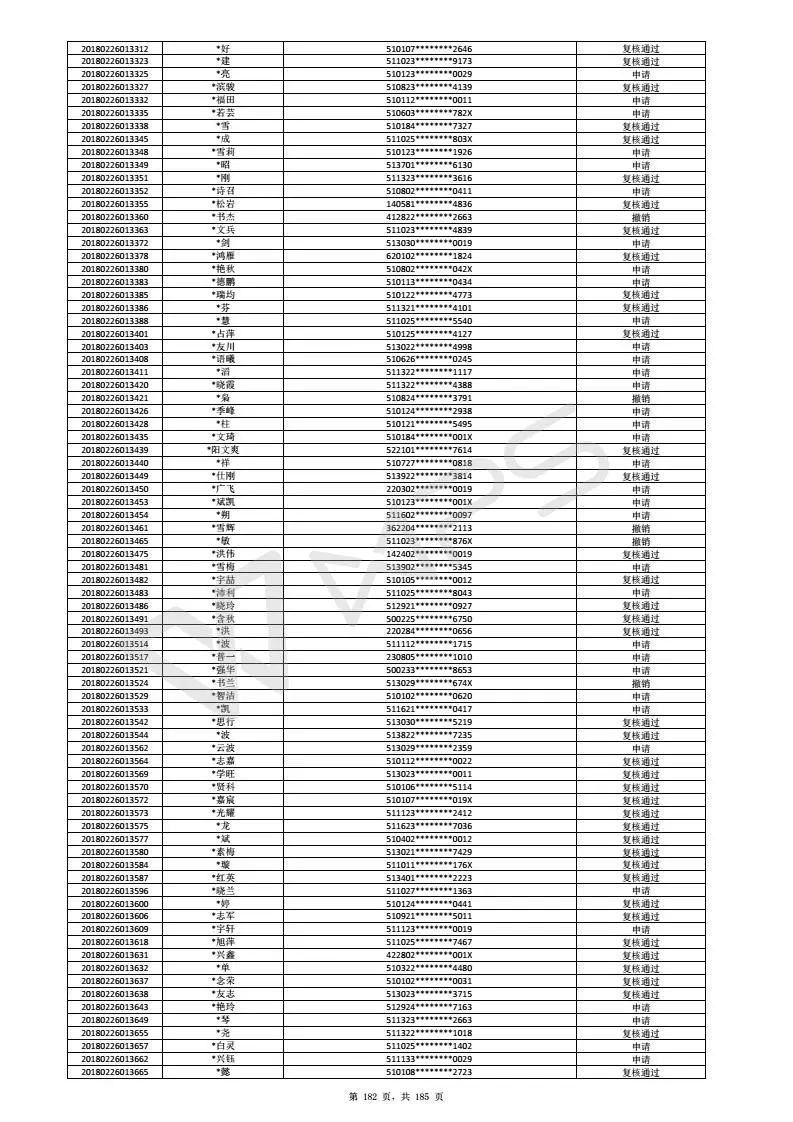 20180226013312 *好 510107********2646 复核通过
20180226013323 *建 511023********9173 复核通过
20180226013325 *亮 510123********0029 申请
20180226013327 *滨骏 510823********4139 复核通过
20180226013332 *福田 510112********0011 申请
20180226013335 *若芸 510603********782X 申请
20180226013338 *雪 510184********7327 复核通过
20180226013345 *成 511025********803X 复核通过
20180226013348 *雪莉 510123********1926 申请
20180226013349 *昭 513701********6130 申请
20180226013351 *刚 511323********3616 复核通过
20180226013352 *诗召 510802********0411 申请
20180226013355 *松岩 140581********4836 复核通过
20180226013360 *书杰 412822********2663 撤销
20180226013363 *文兵 511023********4839 复核通过
20180226013372 *剑 513030********0019 申请
20180226013378 *鸿雁 620102********1824 复核通过
20180226013380 *艳秋 510802********042X 申请
20180226013383 *德鹏 510113********0434 申请
20180226013385 *瑞均 510122********4773 复核通过
20180226013386 *芬 511321********4101 复核通过
20180226013388 *慧 511025********5540 申请
20180226013401 *占萍 510125********4127 复核通过
20180226013403 *友川 513022********4998 申请
20180226013408 *语曦 510626********0245 申请
20180226013411 *滔 511322********1117 申请
20180226013420 *晓霞 511322********4388 申请
20180226013421 *枭 510824********3791 撤销
20180226013426 *季峰 510124********2938 申请
20180226013428 *柱 510121********5495 申请
20180226013435 *文琦 510184********001X 申请
20180226013439 *阳文爽 522101********7614 复核通过
20180226013440 *祥 510727********0818 申请
20180226013449 *仕刚 513922********3814 复核通过
20180226013450 *广飞 220302********0019 申请
20180226013453 *斌凯 510123********001X 申请
20180226013454 *朔 511602********0097 申请
20180226013461 *雪辉 362204********2113 撤销
20180226013465 *敏 511023********876X 撤销
20180226013475 *洪伟 142402********0019 复核通过
20180226013481 *雪梅 513902********5345 申请
20180226013482 *宇喆 510105********0012 复核通过
20180226013483 *沛利 511025********8043 申请
20180226013486 *晓玲 512921********0927 复核通过
20180226013491 *含秋 500225********6750 复核通过
20180226013493 *洪 220284********0656 复核通过
20180226013514 *波 511112********1715 申请
20180226013517 *普一 230805********1010 申请
20180226013521 *强华 500233********8653 申请
20180226013524 *书兰 513029********674X 撤销
20180226013529 *智洁 510102********0620 申请
20180226013533 *凯 511621********0417 申请
20180226013542 *思行 513030********5219 复核通过
20180226013544 *波 513822********7235 复核通过
20180226013562 *云波 513029********2359 申请
20180226013564 *志嘉 510112********0022 复核通过
20180226013569 *学旺 513023********0011 复核通过
20180226013570 *贤科 510106********5114 复核通过
20180226013572 *嘉宸 510107********019X 复核通过
20180226013573 *光耀 511123********2412 复核通过
20180226013575 *龙 511623********7036 复核通过
20180226013577 *斌 510402********0012 复核通过
20180226013580 *素梅 513021********7429 复核通过
20180226013584 *璇 511011********176X 复核通过
20180226013587 *红英 513401********2223 复核通过
20180226013596 *晓兰 511027********1363 申请
20180226013600 *婷 510124********0441 复核通过
20180226013606 *志军 510921********5011 复核通过
20180226013609 *宇轩 511123********0019 申请
20180226013618 *旭萍 511025********7467 复核通过
20180226013631 *兴鑫 422802********001X 复核通过
20180226013632 *单 510322********4480 复核通过
20180226013637 *念荣 510102********0031 复核通过
20180226013638 *友志 513023********3715 复核通过
20180226013643 *艳玲 512924********7163 申请
20180226013649 *琴 511323********2663 申请
20180226013655 *尧 511322********1018 复核通过
20180226013657 *白灵 511025********1402 申请
20180226013662 *兴钰 511133********0029 申请
20180226013665 *懿 510108********2723 复核通过
第 182 页，共 185 页